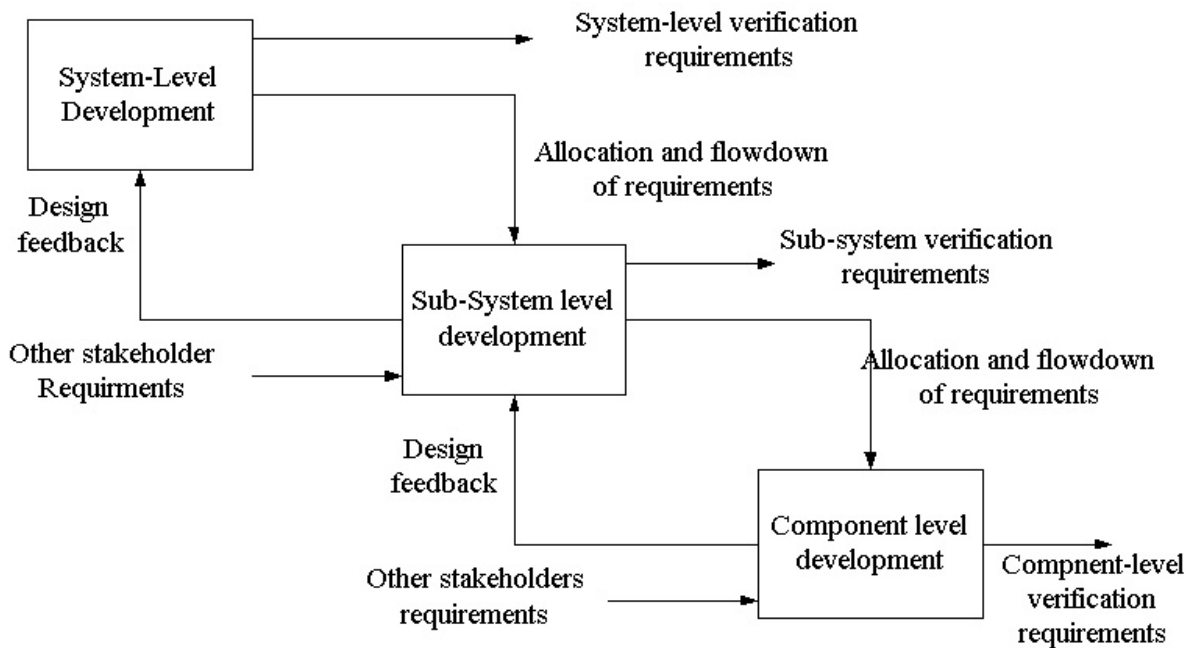 System-level verification
requirements
System-Level
Development
Allocation and flowdown
of requirements
Design
feedback
Sub-system verification
requirements
Sub-System level
development
Other stakeholder
Requirments
Allocation and flowdown
of requirements
Design
feedback
Component level
development
Other stakeholders
requirements
Compnent-level
verification
requirements